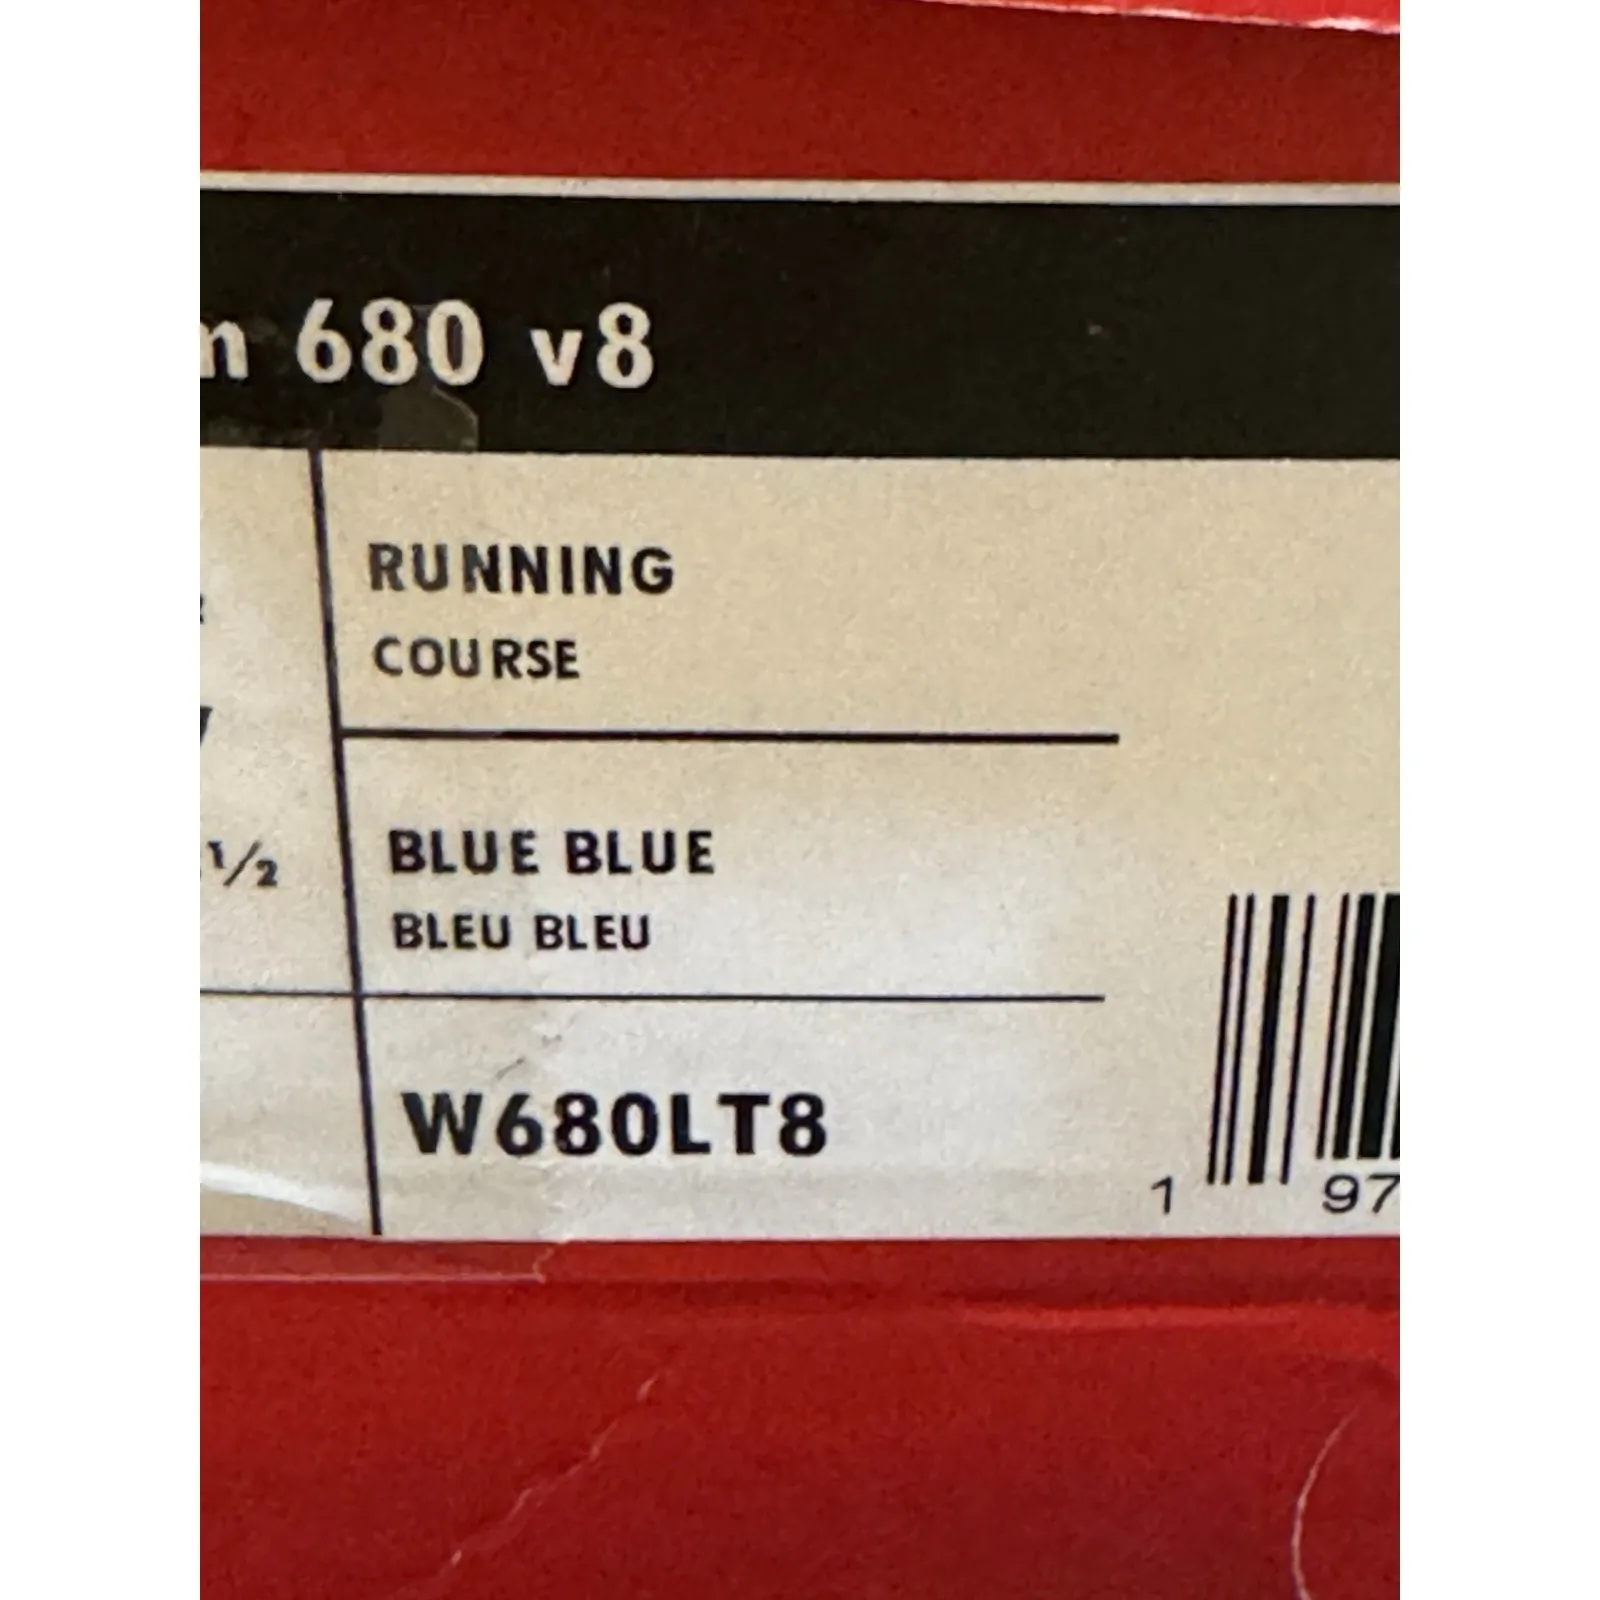 680 v8
RUNNING
COURSE
BLUE BLUE
BLEU BLEU
1/2
W680LT8
1 97